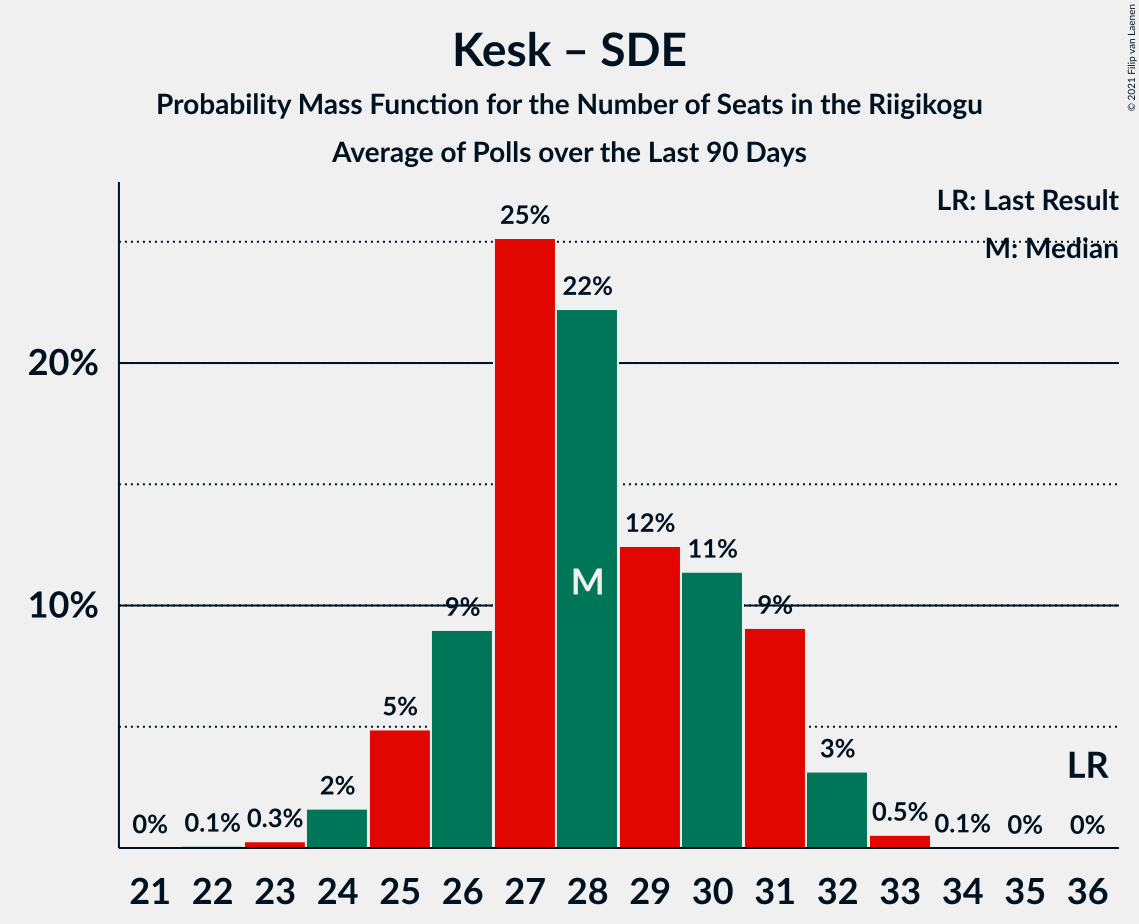 Kesk – SDE
Probability Mass Function for the Number of Seats in the Riigikogu
Average of Polls over the Last 90 Days
© 2021 Filip van Laenen
LR: Last Result
M: Median
20%
10%
0%
0.1%
0.3%
2%
5%
9%
25%
22%
12%
11%
9%
3%
0.5%
0.1%
0%
0%
M
LR
21 22 23 24 25 26 27 28 29 30 31 32 33 34 35 36